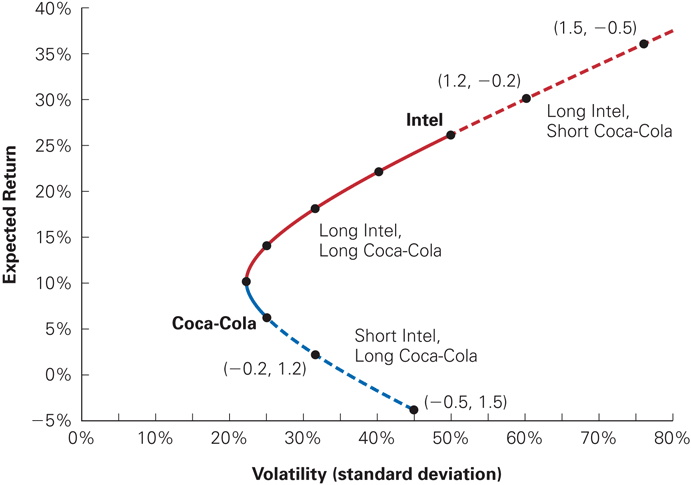 40%
35%
30%
25%
20%
15%
10%
5%
0%
−5%
Expected Return
(1.5, −0.5)
(1.2, −0.2)
Intel
Long Intel,
Short Coca-Cola
Long Intel,
Long Coca-Cola
Coca-Cola
Short Intel,
Long Coca-Cola
(−0.2, 1.2)
(−0.5, 1.5)
0% 10% 20% 30% 40% 50% 60% 70% 80%
Volatility (standard deviation)